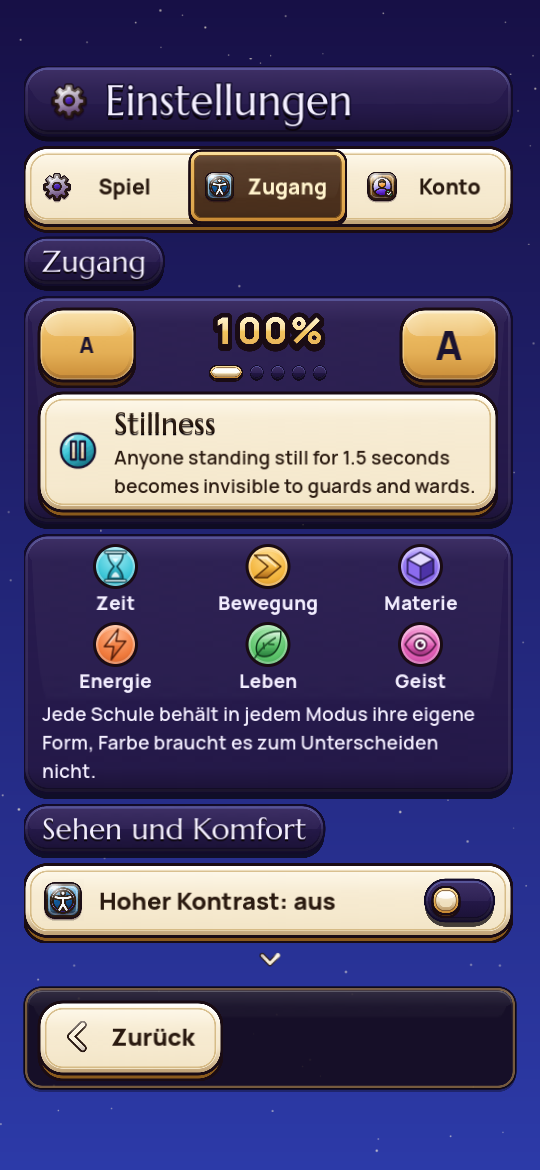 Einstellungen
Spiel
Zugang
Konto
Zugang
A
100%
A
Stillness
Anyone standing still for 1.5 seconds
becomes invisible to guards and wards.
Zeit
Bewegung
Materie
Energie
Leben
Geist
Jede Schule behält in jedem Modus ihre eigene
Form, Farbe braucht es zum Unterscheiden
nicht.
Sehen und Komfort
Hoher Kontrast: aus
Zurück